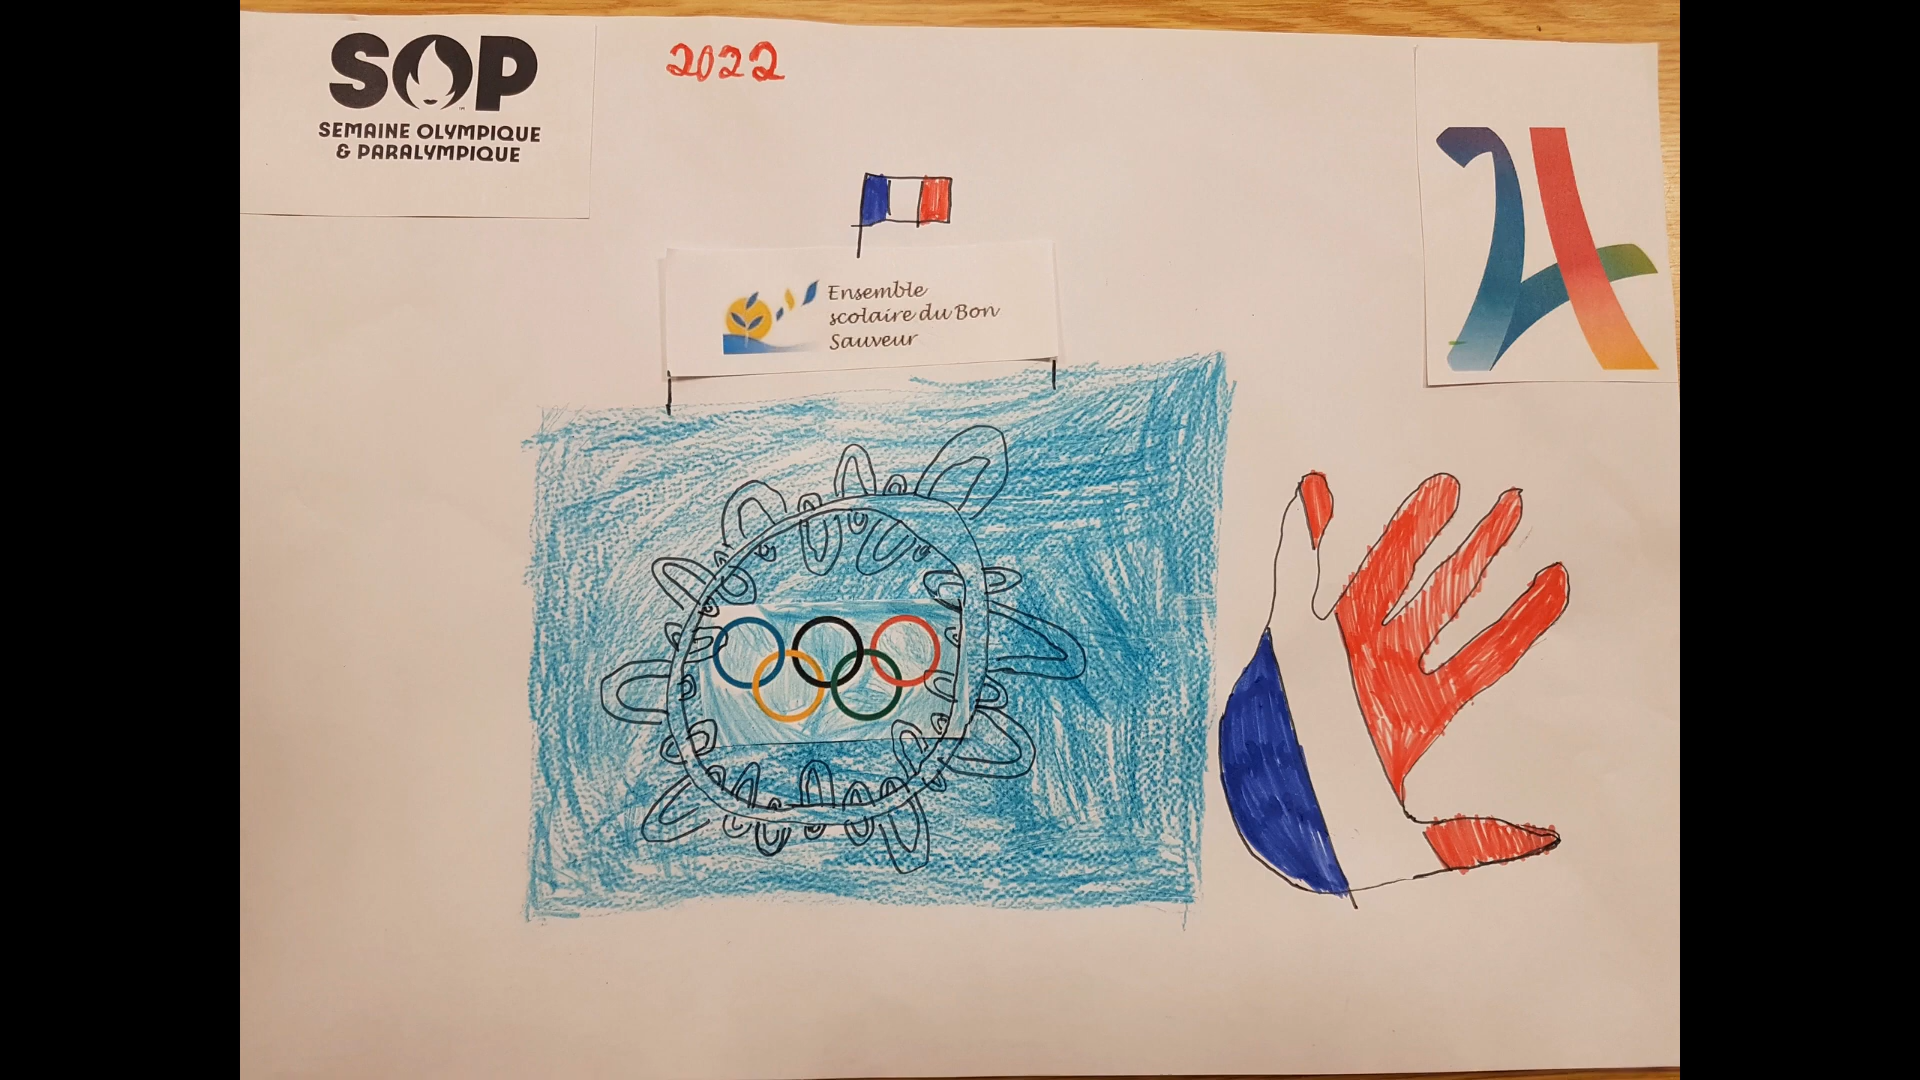 SOP
SEMAINE OLYMPIQUE
& PARALYMPIQUE
2022
Ensemble
scolaire du Bon
Sauveur